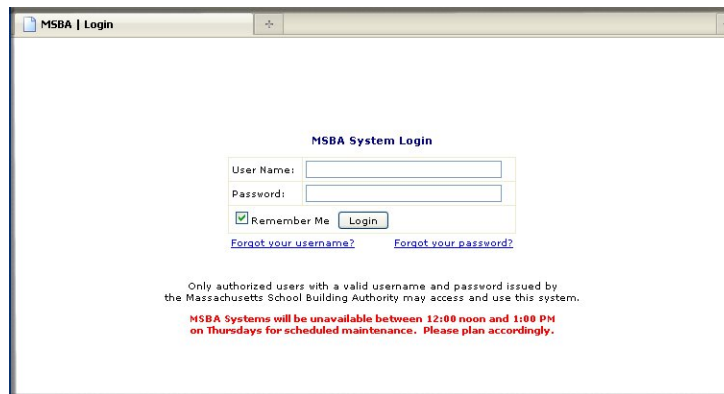 MSBA | Login
MSBA System Login
User Name:
Password:
Remember Me Login
Forgot your username? Forgot your password?
Only authorized users with a valid username and password issued by
the Massachusetts School Building Authority may access and use this system.
MSBA Systems will be unavailable between 12:00 noon and 1:00 PM
on Thursdays for scheduled maintenance. Please plan accordingly.